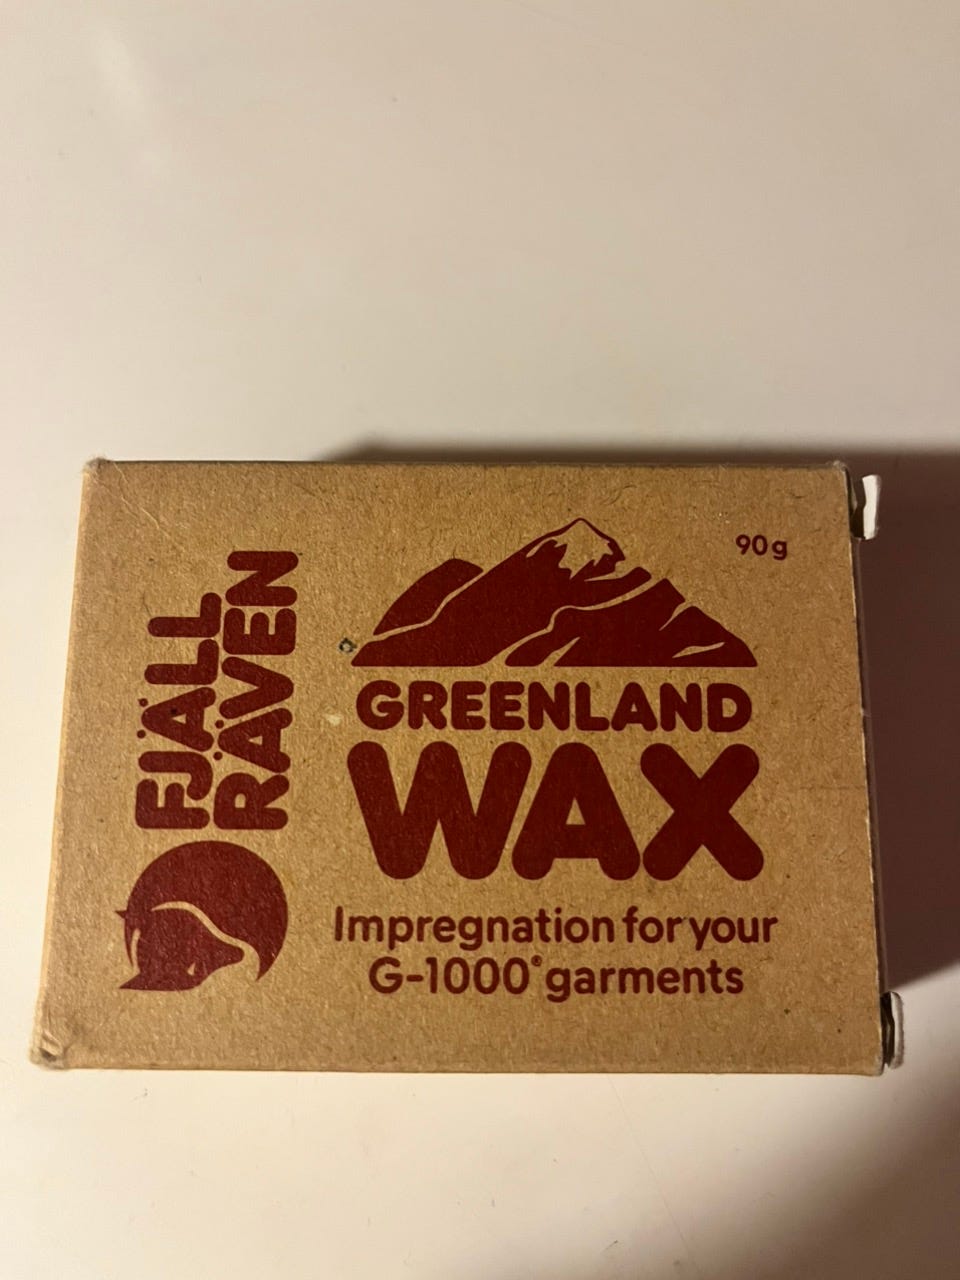 FJÄLL
RÄVEN
90g
GREENLAND
WAX
Impregnation for your
G-1000® garments